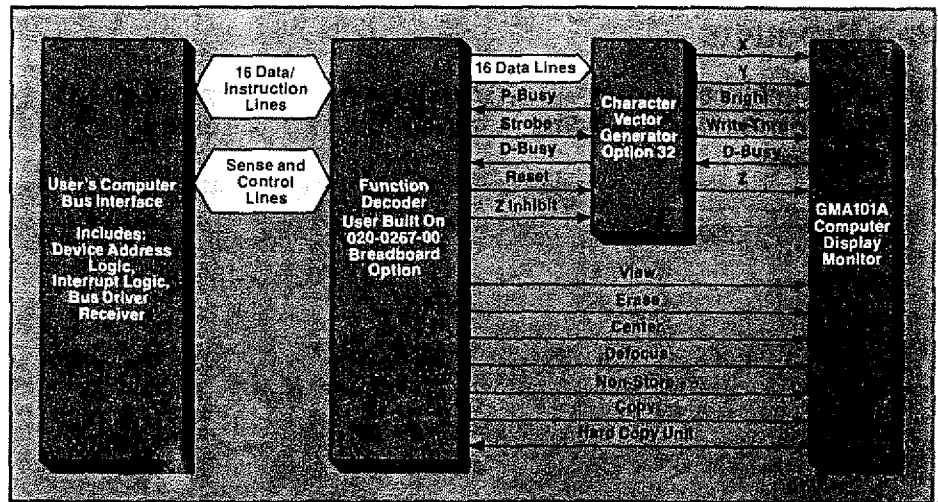 User's Computer
Bus Interface
Includes:
Device Address
Logic,
Interrupt Logic,
Bus Driver
Receiver
16 Data/
Instruction
Lines
Sense and
Control
Lines
Function
Decoder
User Built On
020-0267-00
Breadboard
Option
16 Data Lines
P-Busy
Strobe
D-Busy
Reset
Z Inhibit
Character
Vector
Generator
Option 32
X
Y
Bright
D-Busy
Z
View
Erase
Center
Defocus
Non-Store
Copy
Hard Copy Unit
GMA101A
Computer
Display
Monitor